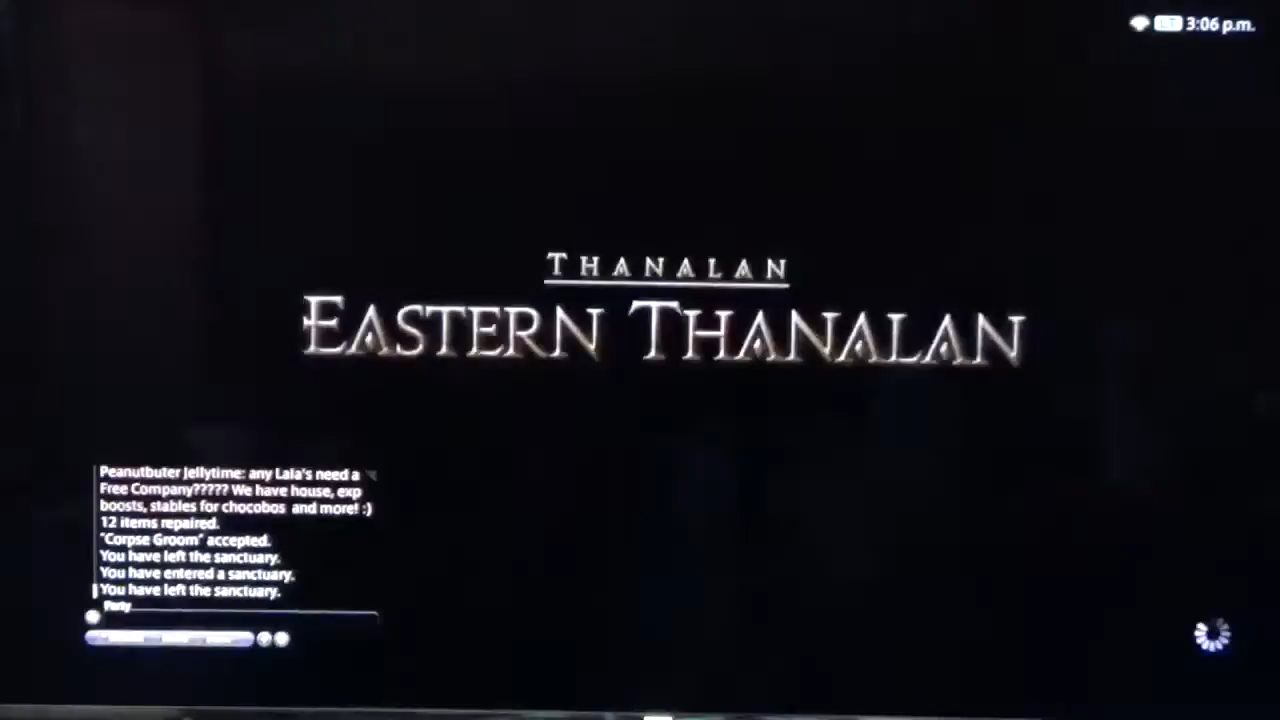 LT 3:06 p.m.
THANALAN
EASTERN THANALAN
Peanutbuter Jellytime: any Lala's need a
Free Company????? We have house, exp
boosts, stables for chocobos and more! :)
12 items repaired.
"Corpse Groom" accepted.
You have left the sanctuary.
You have entered a sanctuary.
You have left the sanctuary.
Party